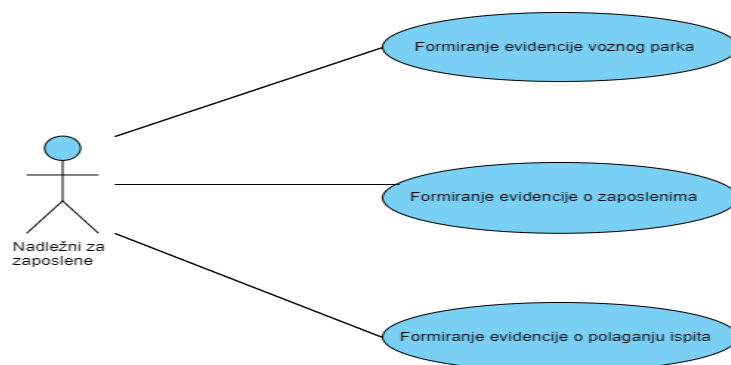 Formiranje evidencije voznog parka
Formiranje evidencije o zaposlenima
Nadležni za
zaposlene
Formiranje evidencije o polaganju ispita